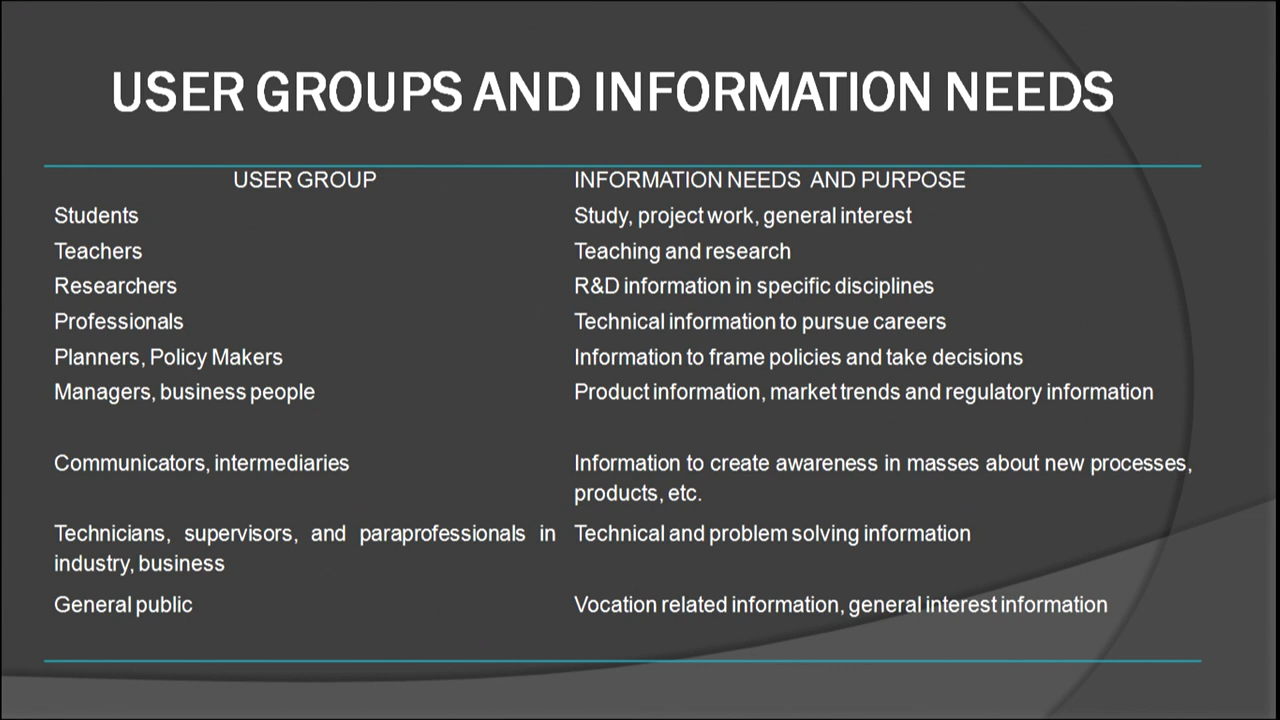 USER GROUPS AND INFORMATION NEEDS
USER GROUP INFORMATION NEEDS AND PURPOSE
Students Study, project work, general interest
Teachers Teaching and research
Researchers R&D information in specific disciplines
Professionals Technical information to pursue careers
Planners, Policy Makers Information to frame policies and take decisions
Managers, business people Product information, market trends and regulatory information
Communicators, intermediaries Information to create awareness in masses about new processes,
products, etc.
Technicians, supervisors, and paraprofessionals in Technical and problem solving information
industry, business
General public Vocation related information, general interest information